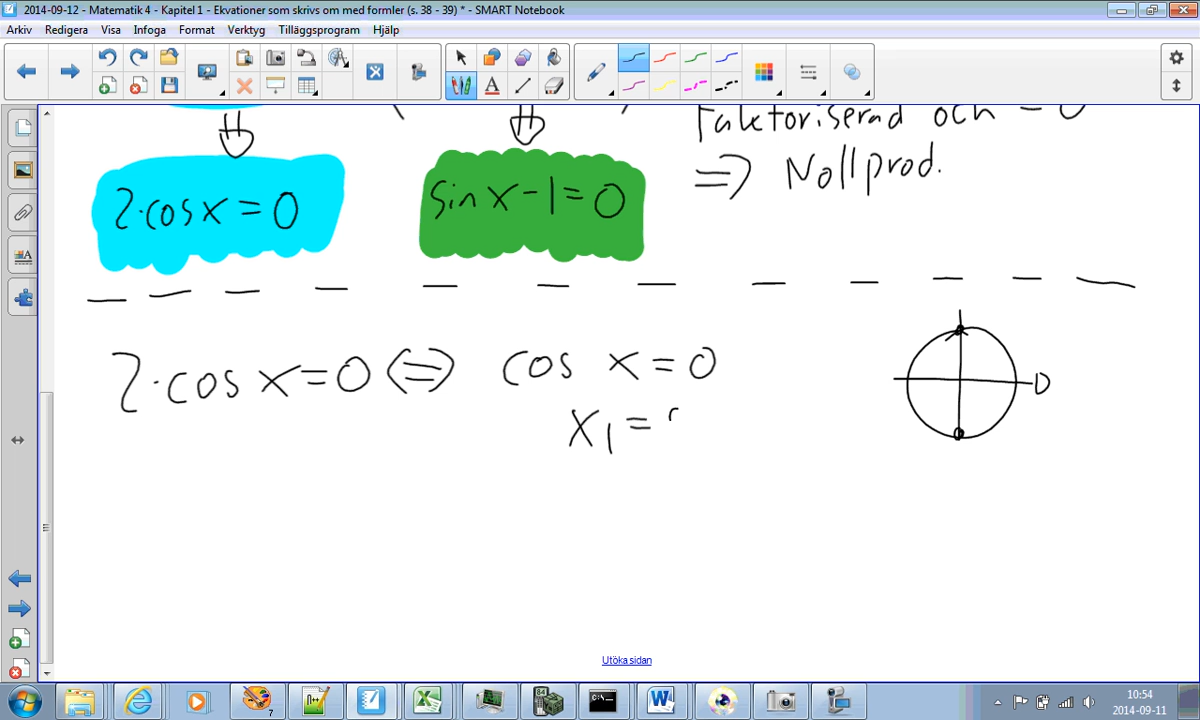 2014-09-12 - Matematik 4 - Kapitel 1 - Ekvationer som skrivs om med formler (s. 38 - 39) * - SMART Notebook
Arkiv Redigera Visa Infoga Format Verktyg Tilläggsprogram Hjälp
Faktoriserad och = 0
=> Nollprod.
2·cosx = 0
sin x - 1 = 0
2·cos x = 0 <=> cos x = 0
0
x1 =
Utöka sidan
10:54
2014-09-11